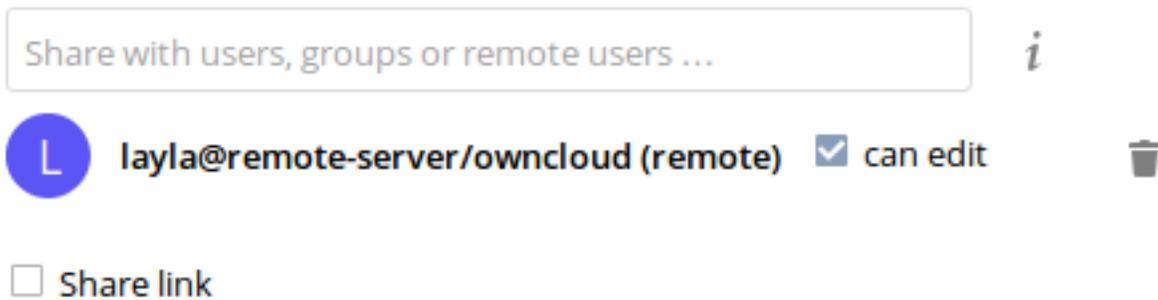 Share with users, groups or remote users ...
i
L layla@remote-server/owncloud (remote) can edit
Share link